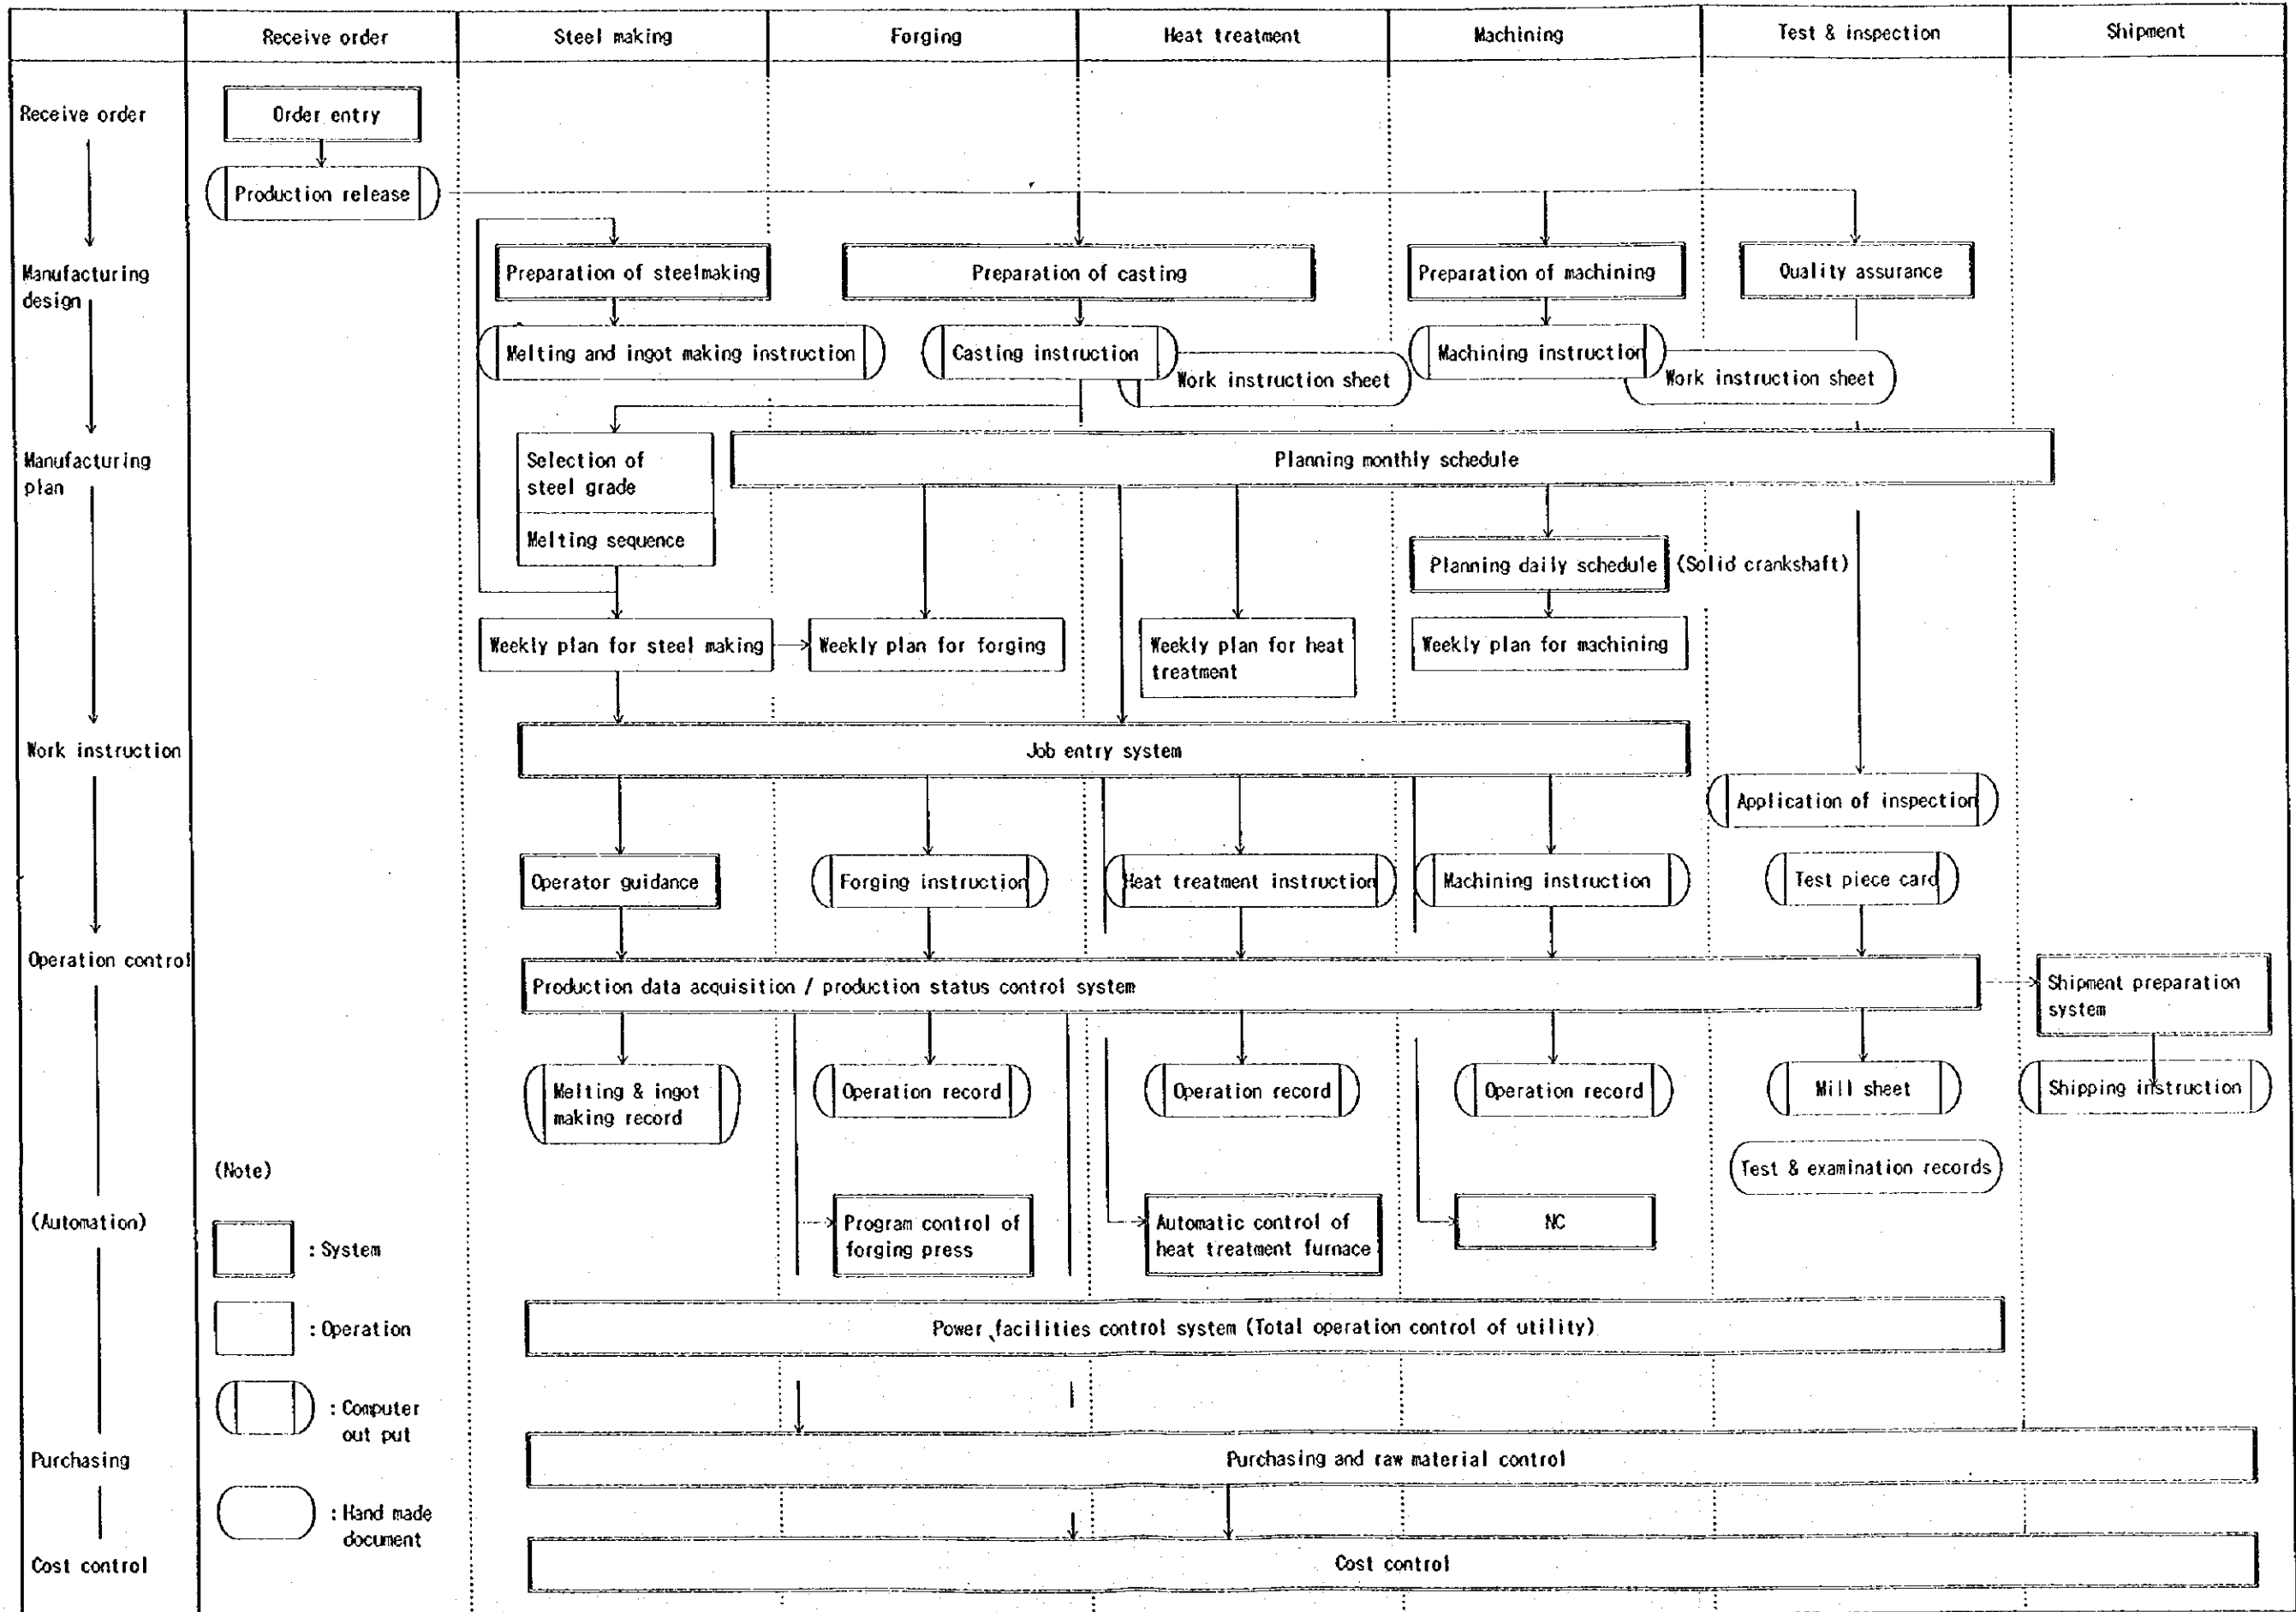 Receive order
Steel making
Forging
Heat treatment
Machining
Test & inspection
Shipment
Receive order
Order entry
Production release
Manufacturing
design
Preparation of steelmaking
Preparation of casting
Preparation of machining
Quality assurance
Melting and ingot making instruction
Casting instruction
Work instruction sheet
Machining instruction
Work instruction sheet
Manufacturing
plan
Selection of
steel grade
Melting sequence
Planning monthly schedule
Planning daily schedule
(Solid crankshaft)
Weekly plan for steel making
Weekly plan for forging
Weekly plan for heat
treatment
Weekly plan for machining
Work instruction
Job entry system
Application of inspection
Operator guidance
Forging instruction
Heat treatment instruction
Machining instruction
Test piece card
Operation control
Production data acquisition / production status control system
Shipment preparation
system
Melting & ingot
making record
Operation record
Operation record
Operation record
Mill sheet
Shipping instruction
Test & examination records
(Automation)
Program control of
forging press
Automatic control of
heat treatment furnace
NC
(Note)
: System
: Operation
: Computer
out put
: Hand made
document
Power facilities control system (Total operation control of utility)
Purchasing
Purchasing and raw material control
Cost control
Cost control